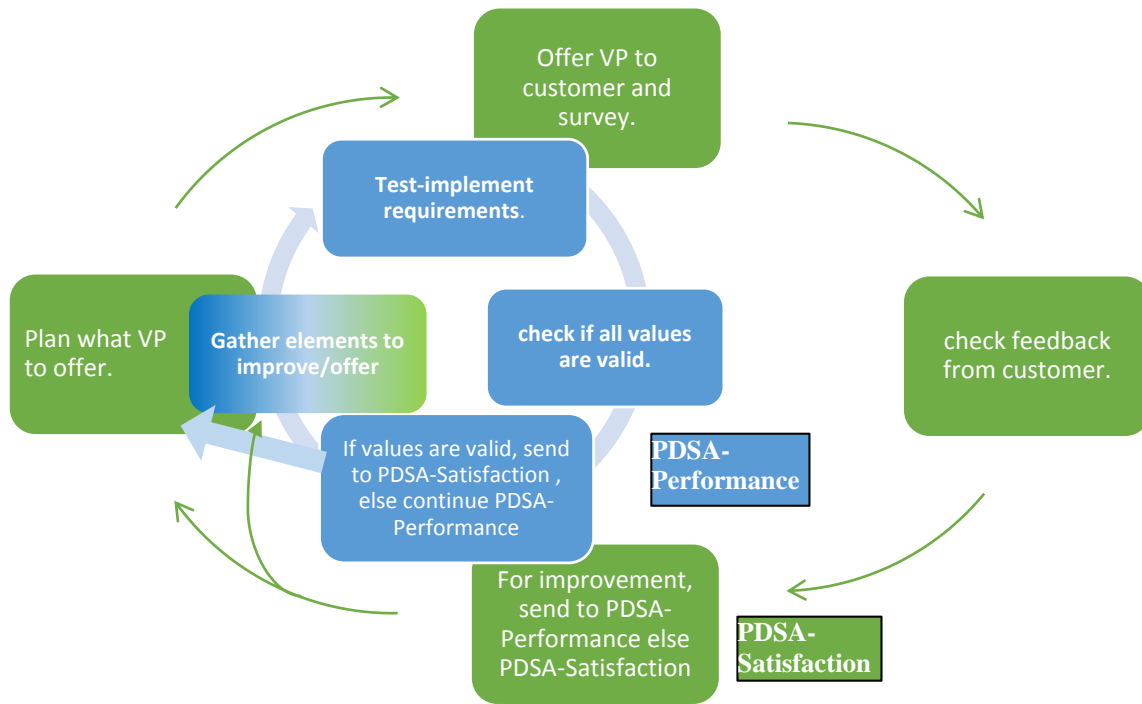 Offer VP to
customer and
survey.
Test-implement
requirements.
Plan what VP
to offer.
Gather elements to
improve/offer
check if all values
are valid.
check feedback
from customer.
If values are valid, send
to PDSA-Satisfaction ,
else continue PDSA-
Performance
PDSA-
Performance
For improvement,
send to PDSA-
Performance else
PDSA-Satisfaction
PDSA-
Satisfaction